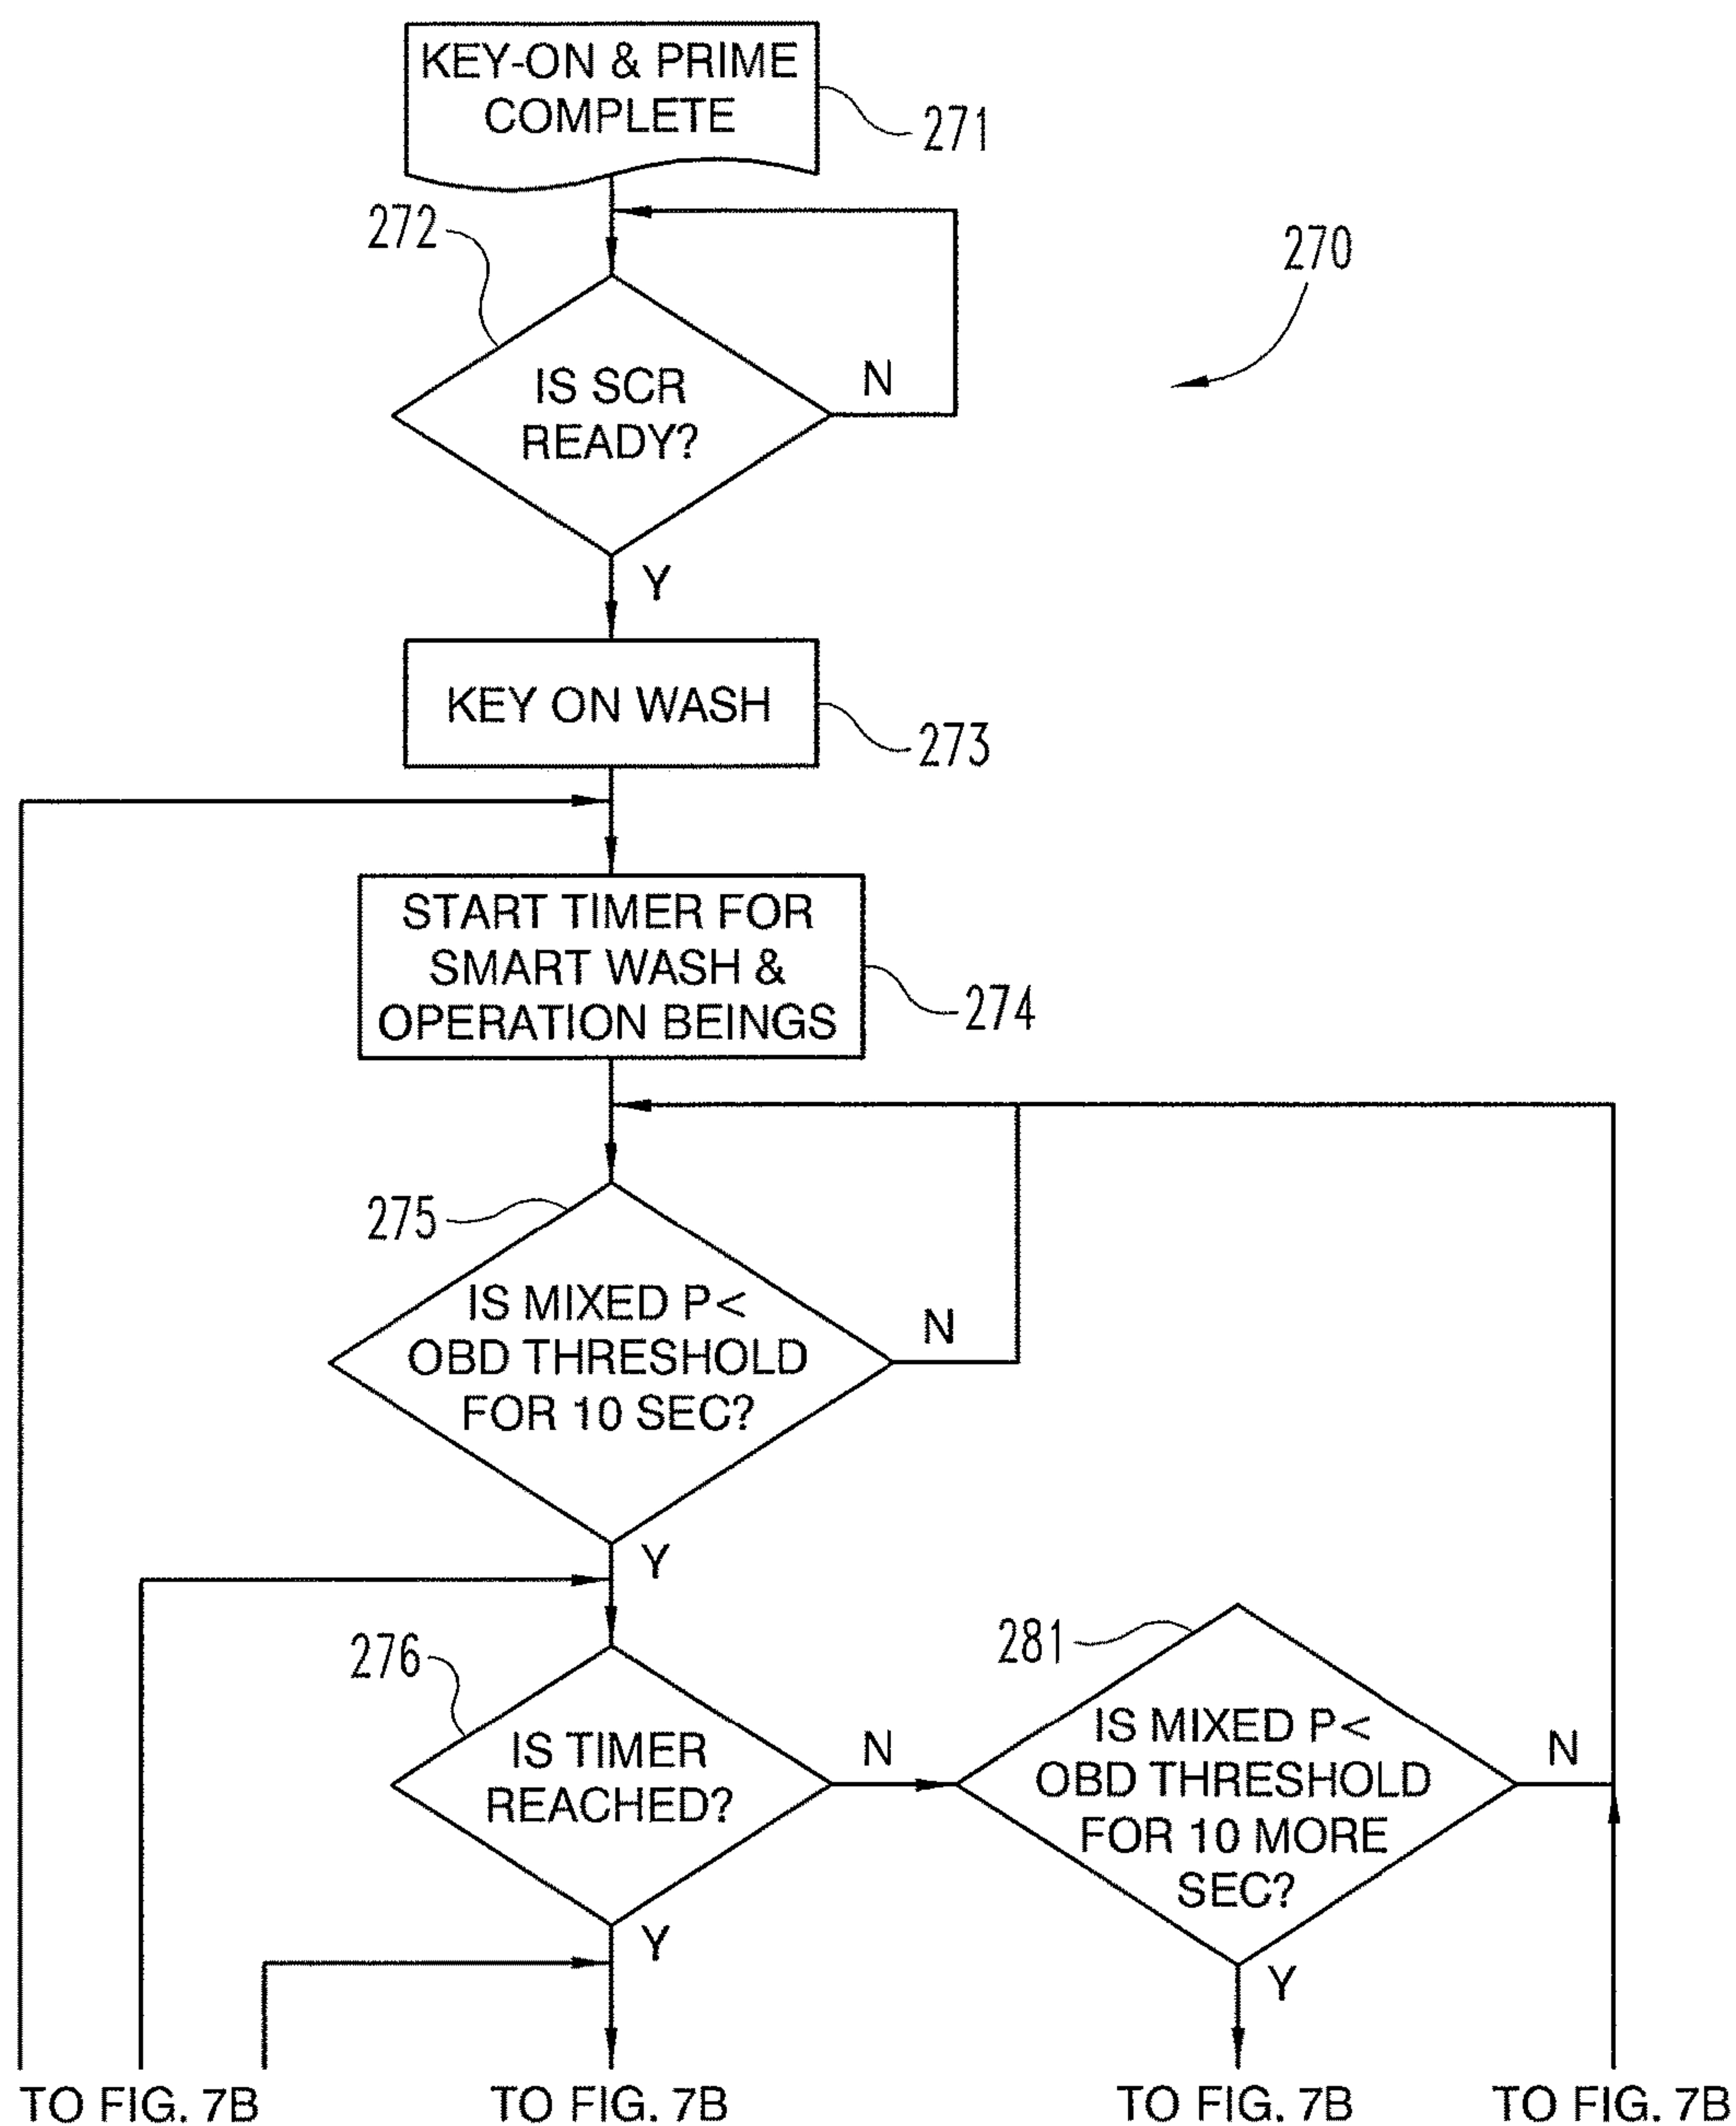 KEY-ON & PRIME
COMPLETE
271
272
270
IS SCR
READY?
N
Y
KEY ON WASH
273
START TIMER FOR
SMART WASH &
OPERATION BEINGS
274
275
IS MIXED P<
OBD THRESHOLD
FOR 10 SEC?
N
Y
276
IS TIMER
REACHED?
N
Y
281
IS MIXED P<
OBD THRESHOLD
FOR 10 MORE
SEC?
N
Y
TO FIG. 7B
TO FIG. 7B
TO FIG. 7B
TO FIG. 7B